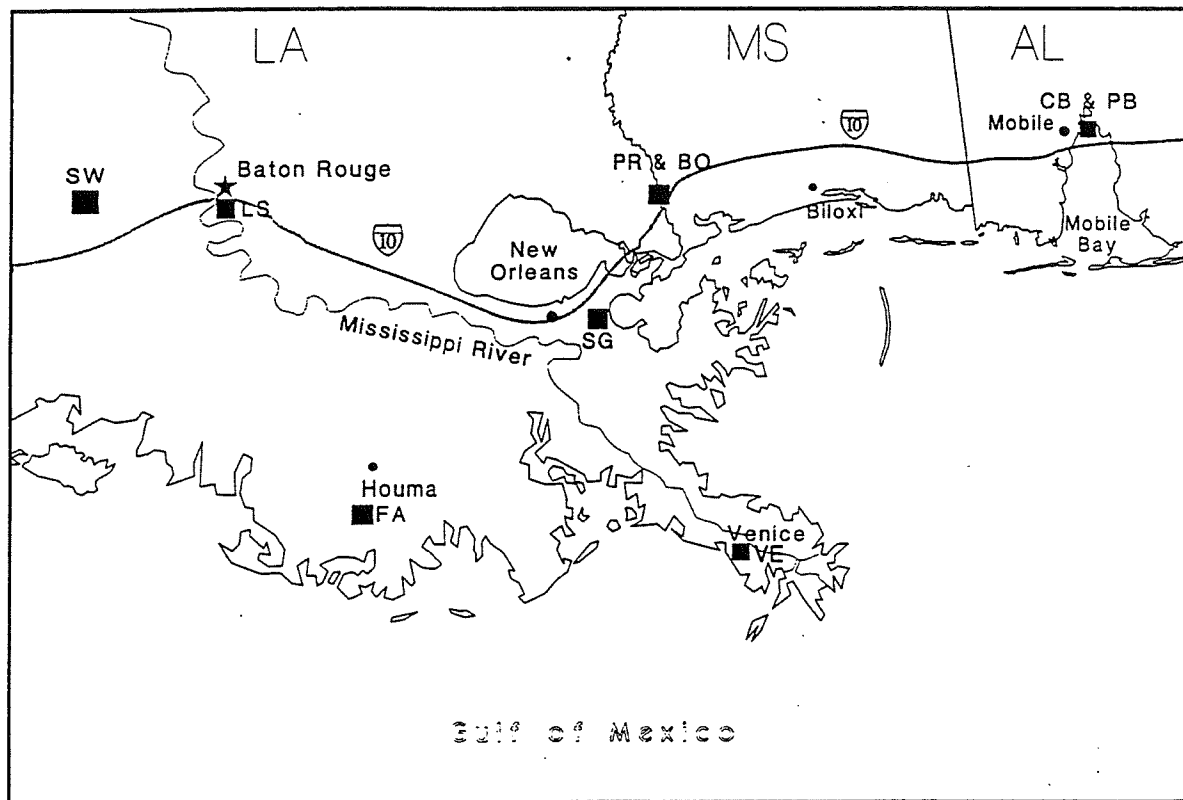 LA
MS
AL
CB & PB
Mobile
10
PR & BO
SW
Baton Rouge
LS
Biloxi
10
New
Orleans
Mobile
Bay
Mississippi River
SG
Houma
FA
Venice
VE
Gulf of Mexico